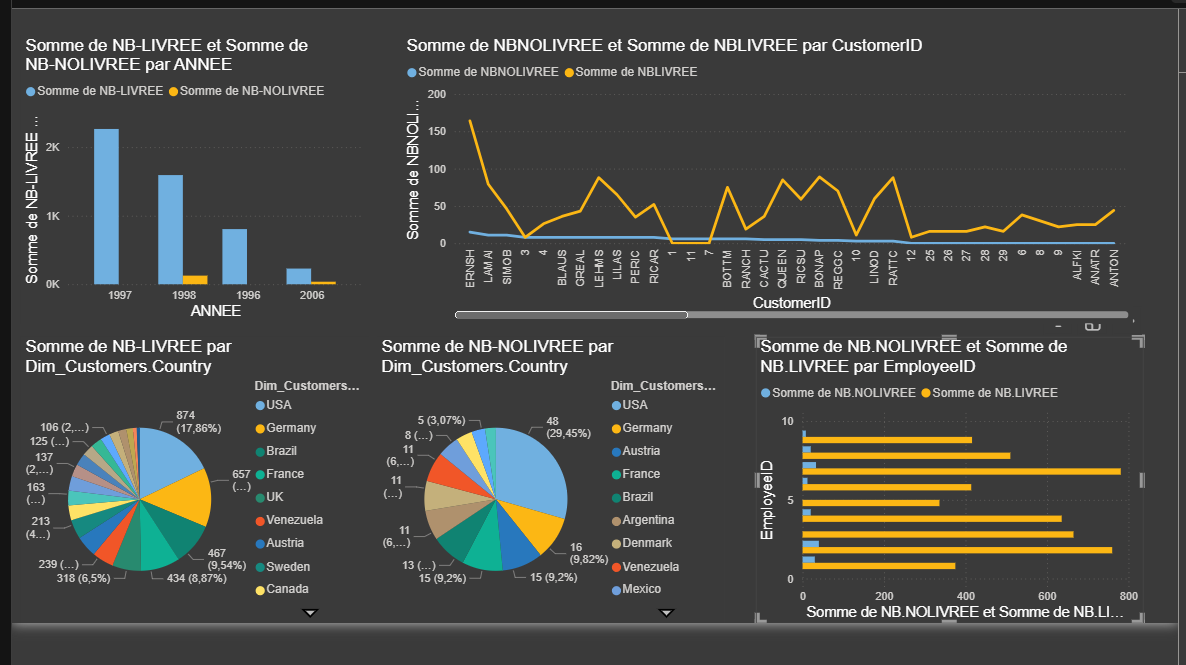 Somme de NB-LIVREE et Somme de
NB-NOLIVREE par ANNEE
Somme de NB-LIVREE Somme de NB-NOLIVREE
Somme de NB-LIVREE ...
2K
1K
0K
1997 1998 1996 2006
ANNEE
Somme de NBNOLIVREE et Somme de NBLIVREE par CustomerID
Somme de NBNOLIVREE Somme de NBLIVREE
Somme de NBNOLI...
200
150
100
50
0
ERNSH LAMAI SIMOB 3 4 BLAUS GREAL LEHMS LILAS PERIC RICAR 1 11 7 BOTTM RANCH CACTU QUEEN RICSU BONAP REGGC 10 LINOD RATTC 12 25 26 27 28 29 6 8 9 ALFKI ANATR ANTON
CustomerID
Somme de NB-LIVREE par
Dim_Customers.Country
Dim_Customers...
USA
Germany
Brazil
France
UK
Venezuela
Austria
Sweden
Canada
874
(17,86%)
657
(...)
467
(9,54%)
434 (8,87%)
318 (6,5%)
239 (...)
213
(4...)
163
(...)
137
(2,...)
125 (...)
106 (2,...)
Somme de NB-NOLIVREE par
Dim_Customers.Country
Dim_Customers...
USA
Germany
Austria
France
Brazil
Argentina
Denmark
Venezuela
Mexico
48
(29,45%)
16
(9,82%)
15 (9,2%)
15 (9,2%)
13 (...)
11
(6,...)
11
(...)
11
(6,...)
8 (...)
5 (3,07%)
Somme de NB.NOLIVREE et Somme de
NB.LIVREE par EmployeeID
Somme de NB.NOLIVREE Somme de NB.LIVREE
EmployeeID
10
5
0
0 200 400 600 800
Somme de NB.NOLIVREE et Somme de NB.LI...